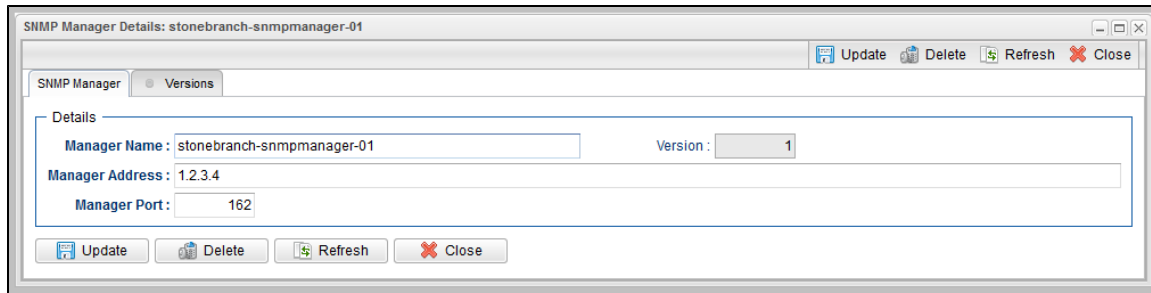 SNMP Manager Details: stonebranch-snmpmanager-01
Update Delete Refresh Close
SNMP Manager Versions
Details
Manager Name : stonebranch-snmpmanager-01 Version : 1
Manager Address : 1.2.3.4
Manager Port : 162
Update Delete Refresh Close